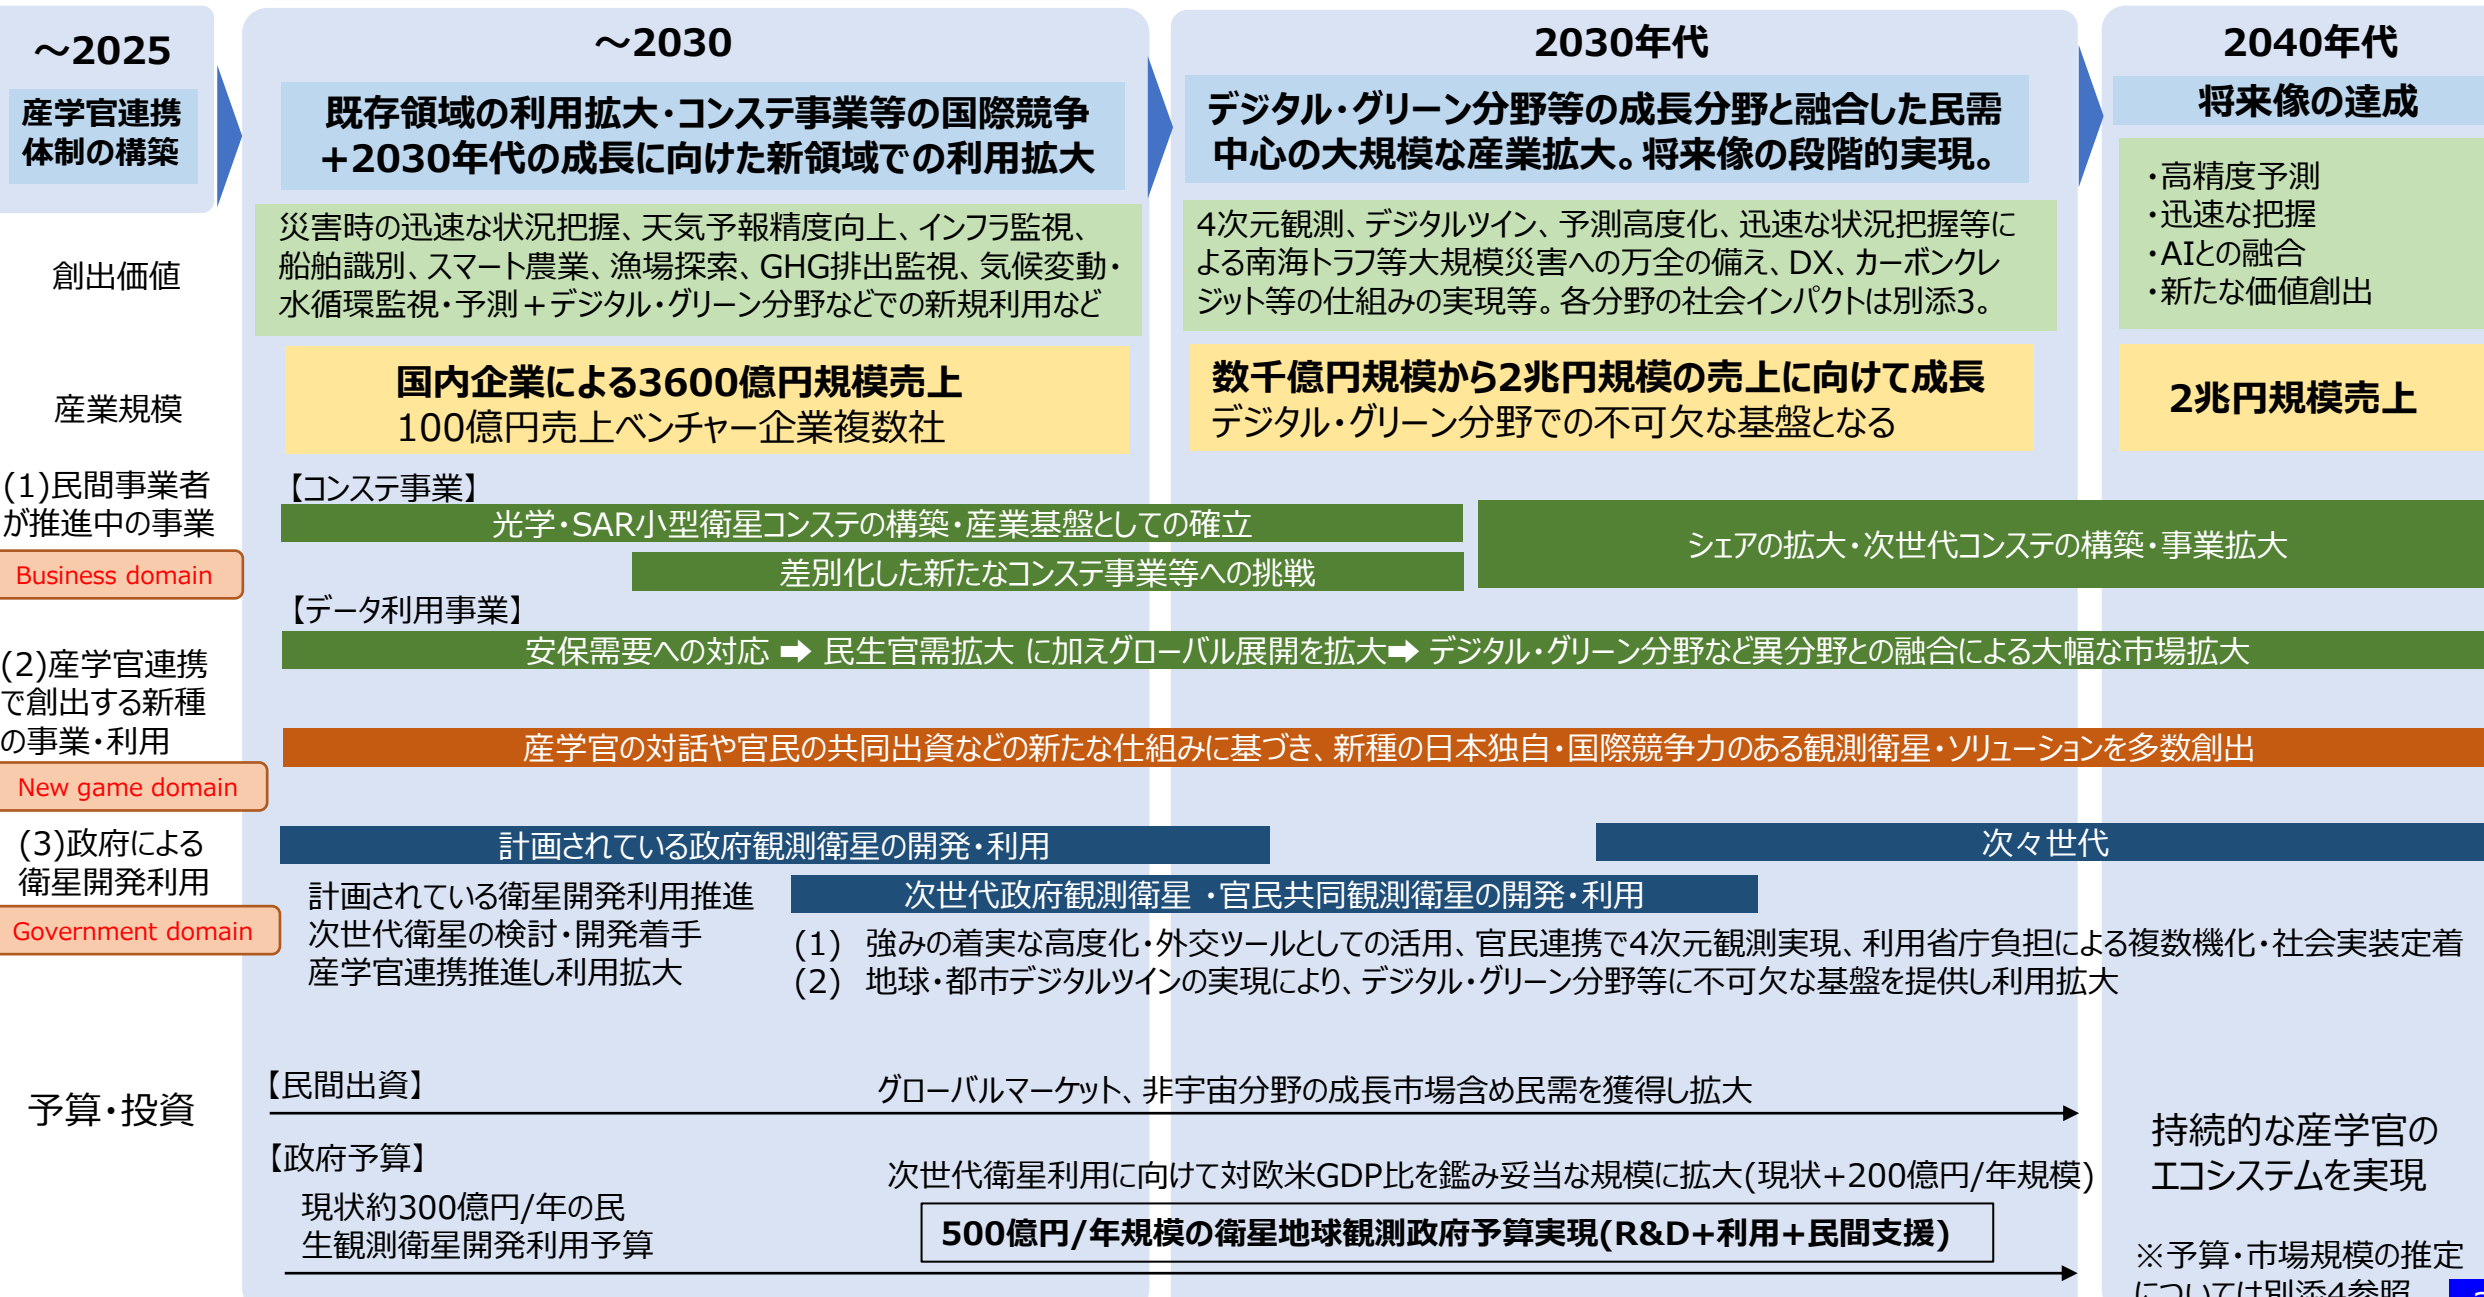 ～2025
産学官連携
体制の構築
～2030
既存領域の利用拡大・コンステ事業等の国際競争
+2030年代の成長に向けた新領域での利用拡大
2030年代
デジタル・グリーン分野等の成長分野と融合した民需
中心の大規模な産業拡大。将来像の段階的実現。
2040年代
将来像の達成
創出価値
災害時の迅速な状況把握、天気予報精度向上、インフラ監視、
船舶識別、スマート農業、漁場探索、GHG排出監視、気候変動・
水循環監視・予測＋デジタル・グリーン分野などでの新規利用など
4次元観測、デジタルツイン、予測高度化、迅速な状況把握等に
よる南海トラフ等大規模災害への万全の備え、DX、カーボンクレ
ジット等の仕組みの実現等。各分野の社会インパクトは別添3。
・高精度予測
・迅速な把握
・AIとの融合
・新たな価値創出
産業規模
国内企業による3600億円規模売上
100億円売上ベンチャー企業複数社
数千億円規模から2兆円規模の売上に向けて成長
デジタル・グリーン分野での不可欠な基盤となる
2兆円規模売上
(1)民間事業者
が推進中の事業
Business domain
【コンステ事業】
光学・SAR小型衛星コンステの構築・産業基盤としての確立
差別化した新たなコンステ事業等への挑戦
シェアの拡大・次世代コンステの構築・事業拡大
【データ利用事業】
安保需要への対応 ➡ 民生官需拡大 に加えグローバル展開を拡大➡ デジタル・グリーン分野など異分野との融合による大幅な市場拡大
(2)産学官連携
で創出する新種
の事業・利用
New game domain
産学官の対話や官民の共同出資などの新たな仕組みに基づき、新種の日本独自・国際競争力のある観測衛星・ソリューションを多数創出
(3)政府による
衛星開発利用
Government domain
計画されている政府観測衛星の開発・利用
次々世代
計画されている衛星開発利用推進
次世代衛星の検討・開発着手
産学官連携推進し利用拡大
次世代政府観測衛星 ・官民共同観測衛星の開発・利用
(1) 強みの着実な高度化・外交ツールとしての活用、官民連携で4次元観測実現、利用省庁負担による複数機化・社会実装定着
(2) 地球・都市デジタルツインの実現により、デジタル・グリーン分野等に不可欠な基盤を提供し利用拡大
予算・投資
【民間出資】
グローバルマーケット、非宇宙分野の成長市場含め民需を獲得し拡大
【政府予算】
現状約300億円/年の民
生観測衛星開発利用予算
次世代衛星利用に向けて対欧米GDP比を鑑み妥当な規模に拡大(現状+200億円/年規模)
500億円/年規模の衛星地球観測政府予算実現(R&D+利用+民間支援)
持続的な産学官の
エコシステムを実現
※予算・市場規模の推定
については別添4参照